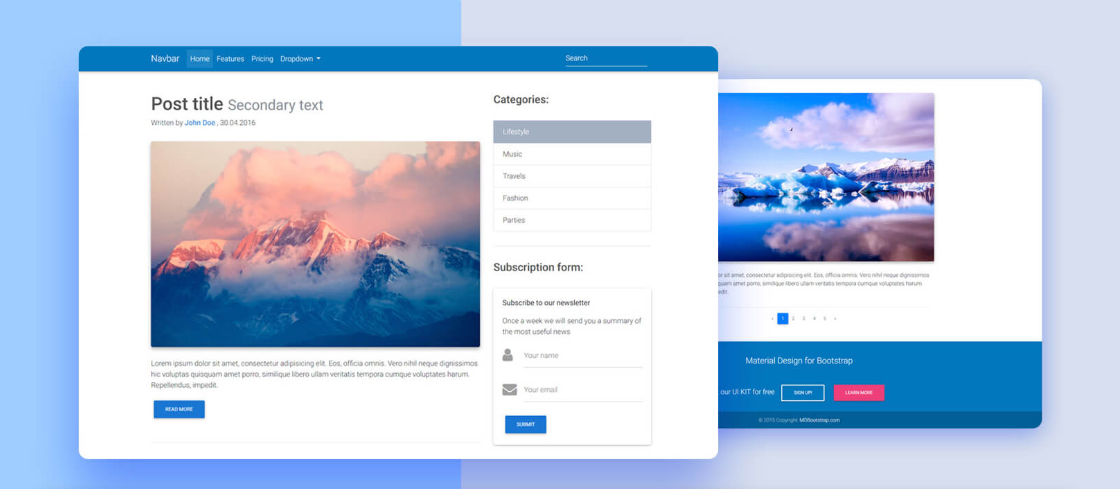 Navbar Home Features Pricing Dropdown Search
Post title Secondary text
Written by John Doe , 30.04.2016
Lorem ipsum dolor sit amet, consectetur adipisicing elit. Eos, officia omnis. Vero nihil neque dignissimos
hic voluptas quisquam amet porro, similique libero ullam veritatis tempora cumque voluptates harum.
Repellendus, impedit.
READ MORE
Categories:
Lifestyle
Music
Travels
Fashion
Parties
Subscription form:
Subscribe to our newsletter
Once a week we will send you a summary of
the most useful news
Your name
Your email
SUBMIT
sit amet, consectetur adipisicing elit. Eos, officia omnis. Vero nihil neque dignissimos
amet porro, similique libero ullam veritatis tempora cumque voluptates harum
« 1 2 3 4 5 »
Material Design for Bootstrap
our UI KIT for free SIGN UP! LEARN MORE
Copyright: MDBootstrap.com